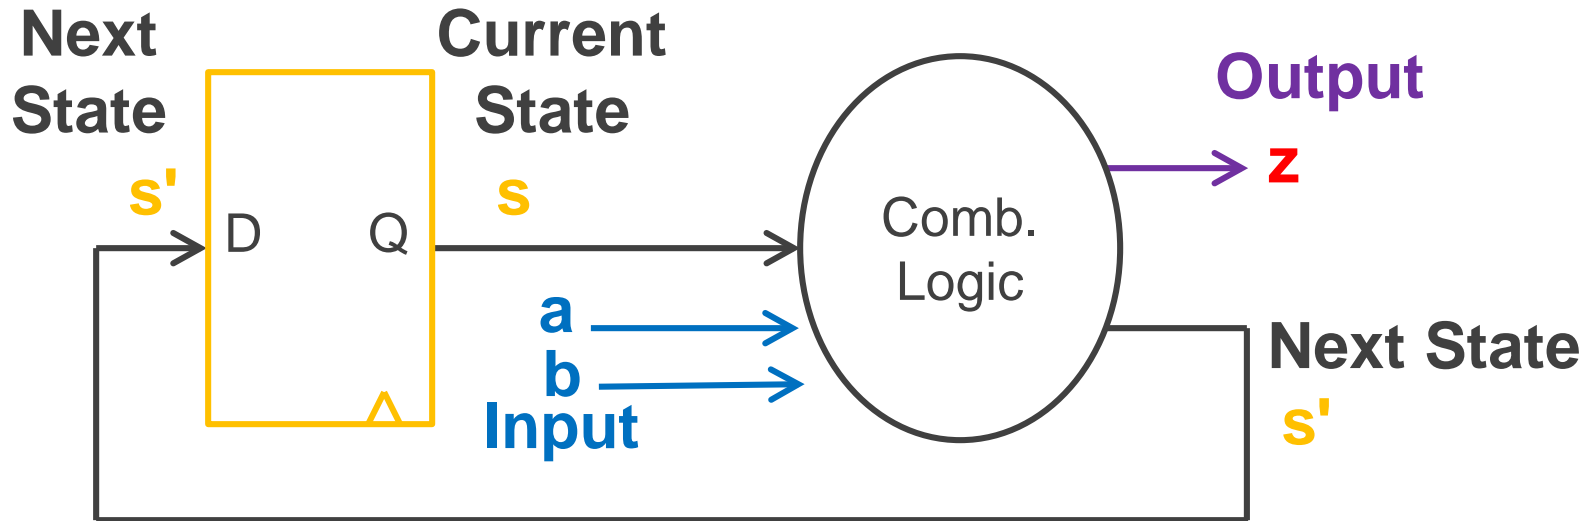 Next
State
s'
Current
State
s
D
Q
a
b
Input
Comb.
Logic
Output
z
Next State
s'